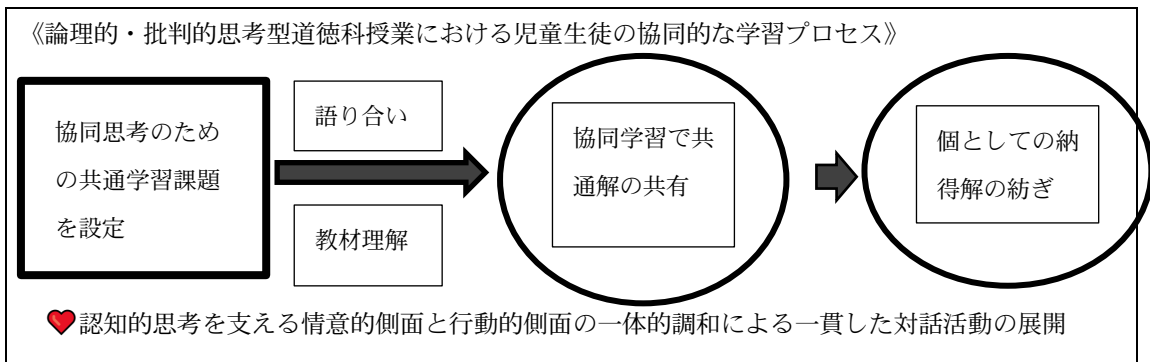 《論理的・批判的思考型道徳科授業における児童生徒の協同的な学習プロセス》
協同思考のため
の共通学習課題
を設定
語り合い
教材理解
協同学習で共
通解の共有
個としての納
得解の紡ぎ
認知的思考を支える情意的側面と行動的側面の一体的調和による一貫した対話活動の展開